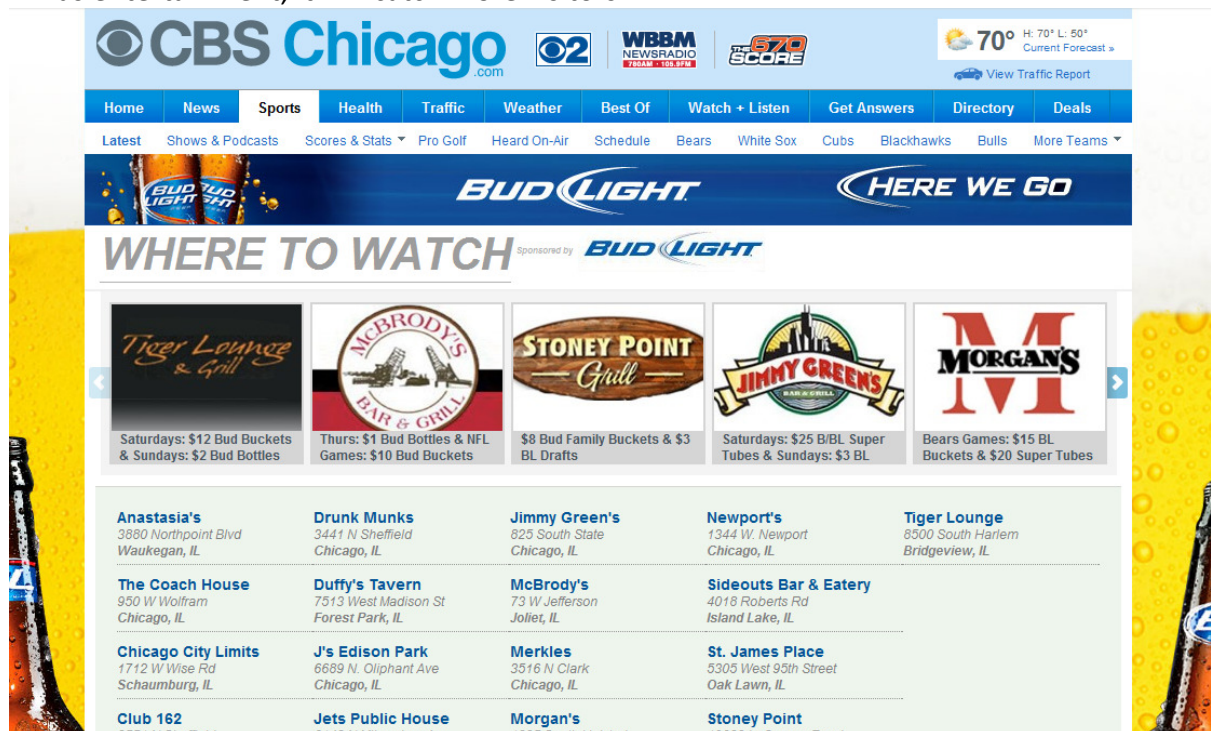 CBS Chicago .com
2
WBBM
NEWSRADIO
780AM · 105.9FM
THE 670
SCORE
70°
H: 70° L: 50°
Current Forecast »
View Traffic Report
Home News Sports Health Traffic Weather Best Of Watch + Listen Get Answers Directory Deals
Latest Shows & Podcasts Scores & Stats Pro Golf Heard On-Air Schedule Bears White Sox Cubs Blackhawks Bulls More Teams
BUD LIGHT BUD LIGHT
BUD LIGHT HERE WE GO
WHERE TO WATCH Sponsored by BUD LIGHT
Tiger Lounge
& Grill
McBRODY'S
BAR & GRILL
STONEY POINT
Grill
JIMMY GREEN'S
BAR & GRILL
M
MORGAN'S
Saturdays: $12 Bud Buckets
& Sundays: $2 Bud Bottles
Thurs: $1 Bud Bottles & NFL
Games: $10 Bud Buckets
$8 Bud Family Buckets & $3
BL Drafts
Saturdays: $25 B/BL Super
Tubes & Sundays: $3 BL
Bears Games: $15 BL
Buckets & $20 Super Tubes
Anastasia's
3880 Northpoint Blvd
Waukegan, IL
Drunk Munks
3441 N Sheffield
Chicago, IL
Jimmy Green's
825 South State
Chicago, IL
Newport's
1344 W. Newport
Chicago, IL
Tiger Lounge
8500 South Harlem
Bridgeview, IL
The Coach House
950 W Wolfram
Chicago, IL
Duffy's Tavern
7513 West Madison St
Forest Park, IL
McBrody's
73 W Jefferson
Joliet, IL
Sideouts Bar & Eatery
4018 Roberts Rd
Island Lake, IL
Chicago City Limits
1712 W Wise Rd
Schaumburg, IL
J's Edison Park
6689 N. Oliphant Ave
Chicago, IL
Merkles
3516 N Clark
Chicago, IL
St. James Place
5305 West 95th Street
Oak Lawn, IL
Club 162
Jets Public House
Morgan's
Stoney Point